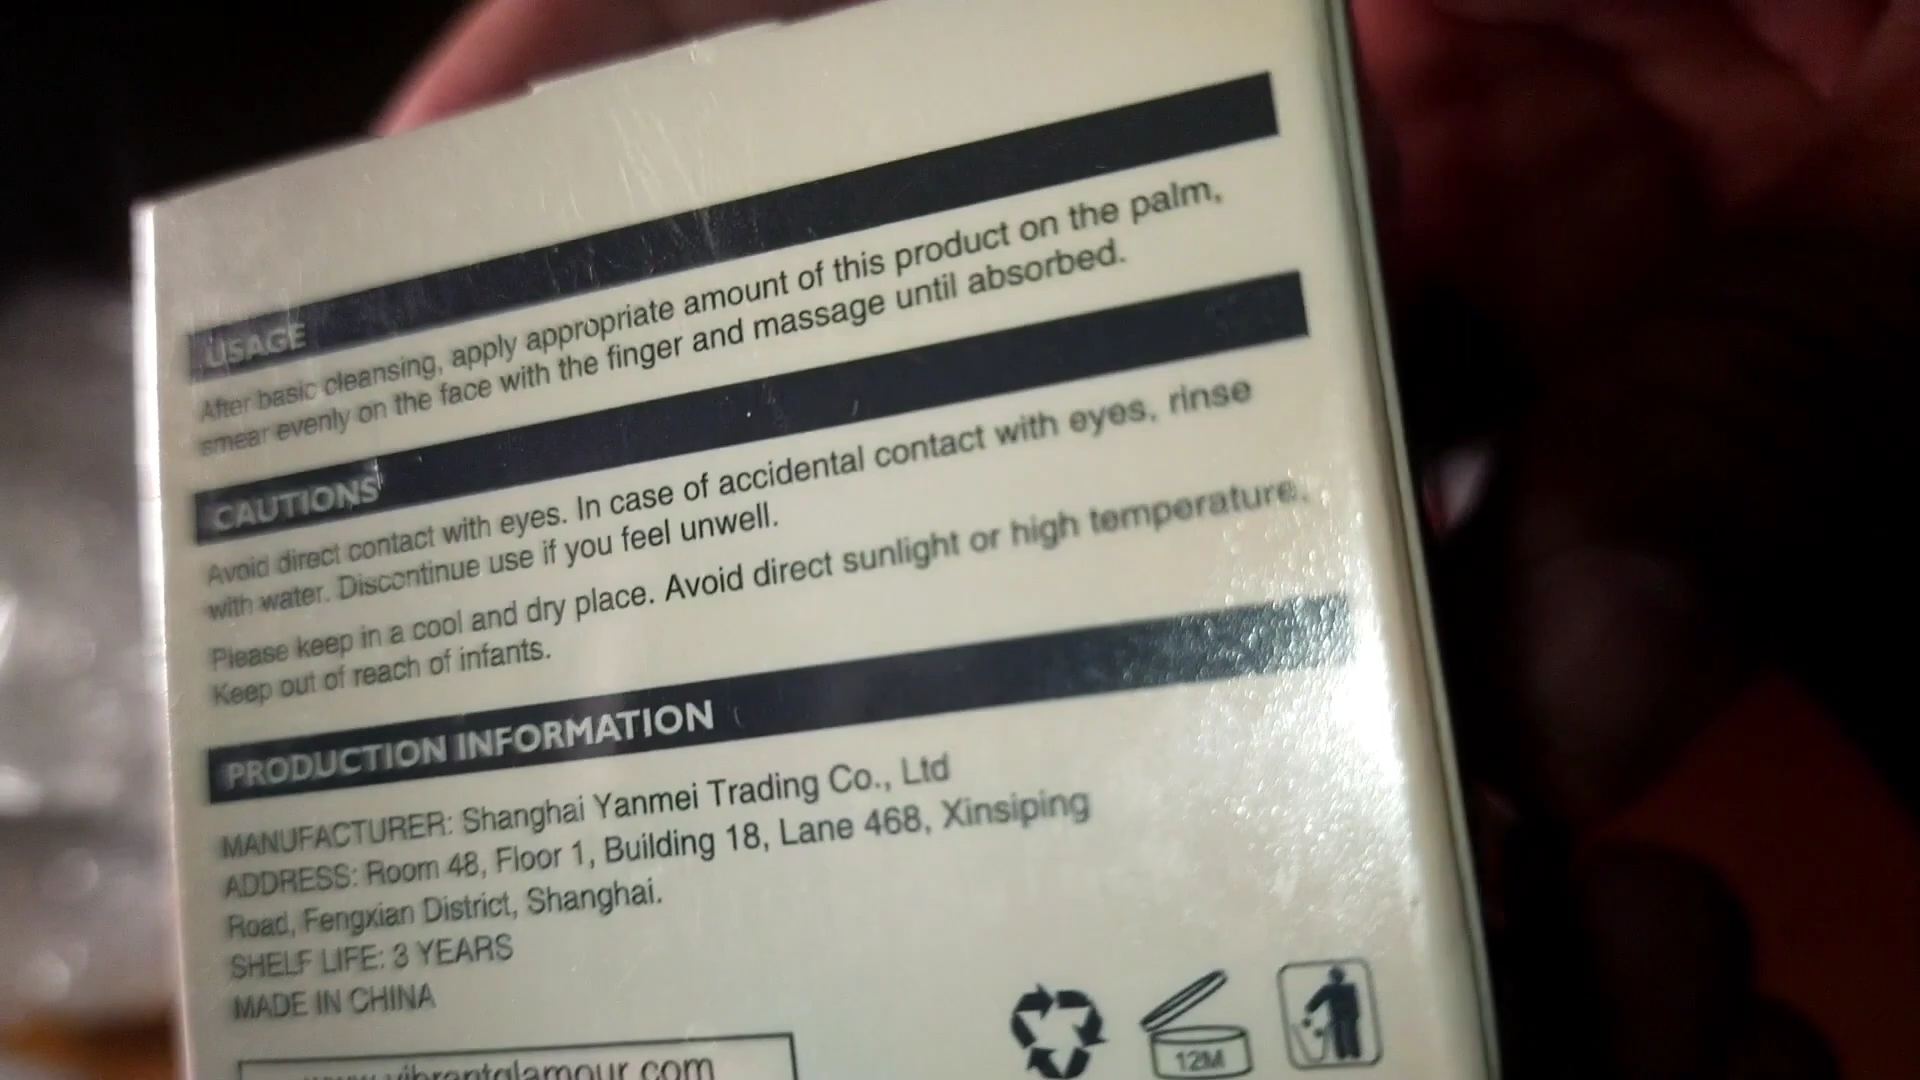 USAGE
After basic cleansing, apply appropriate amount of this product on the palm,
smear evenly on the face with the finger and massage until absorbed.
CAUTIONS
Avoid direct contact with eyes. In case of accidental contact with eyes, rinse
with water. Discontinue use if you feel unwell.
Please keep in a cool and dry place. Avoid direct sunlight or high temperature.
Keep out of reach of infants.
PRODUCTION INFORMATION
MANUFACTURER: Shanghai Yanmei Trading Co., Ltd
ADDRESS: Room 48, Floor 1, Building 18, Lane 468, Xinsiping
Road, Fengxian District, Shanghai.
SHELF LIFE: 3 YEARS
MADE IN CHINA
www.vibrantglamour.com
12M